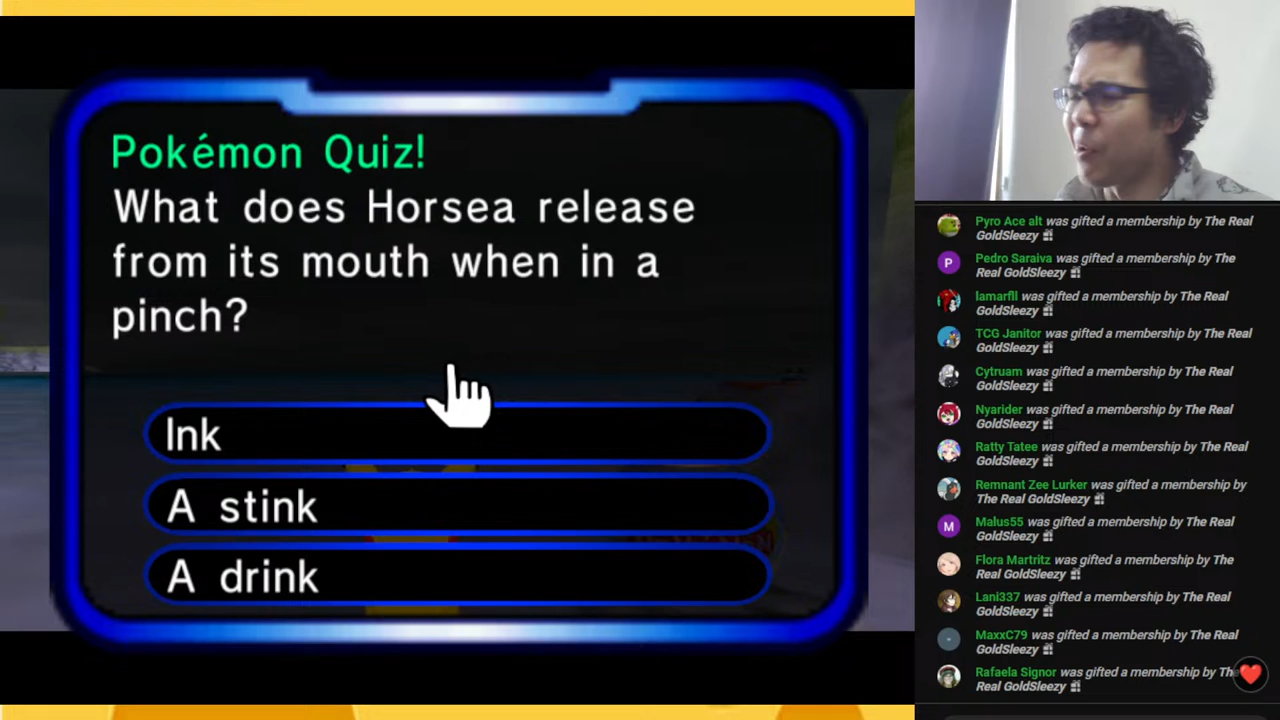 Pokémon Quiz!
What does Horsea release
from its mouth when in a
pinch?
Ink
A stink
A drink
Pyro Ace alt was gifted a membership by The Real
GoldSleezy
Pedro Saraiva was gifted a membership by The
Real GoldSleezy
P
lamarfll was gifted a membership by The Real
GoldSleezy
TCG Janitor was gifted a membership by The Real
GoldSleezy
Cytruam was gifted a membership by The Real
GoldSleezy
Nyarider was gifted a membership by The Real
GoldSleezy
Ratty Tatee was gifted a membership by The Real
GoldSleezy
Remnant Zee Lurker was gifted a membership by
The Real GoldSleezy
M
Malus55 was gifted a membership by The Real
GoldSleezy
Flora Martritz was gifted a membership by The
Real GoldSleezy
Lani337 was gifted a membership by The Real
GoldSleezy
MaxxC79 was gifted a membership by The Real
GoldSleezy
Rafaela Signor was gifted a membership by The
Real GoldSleezy